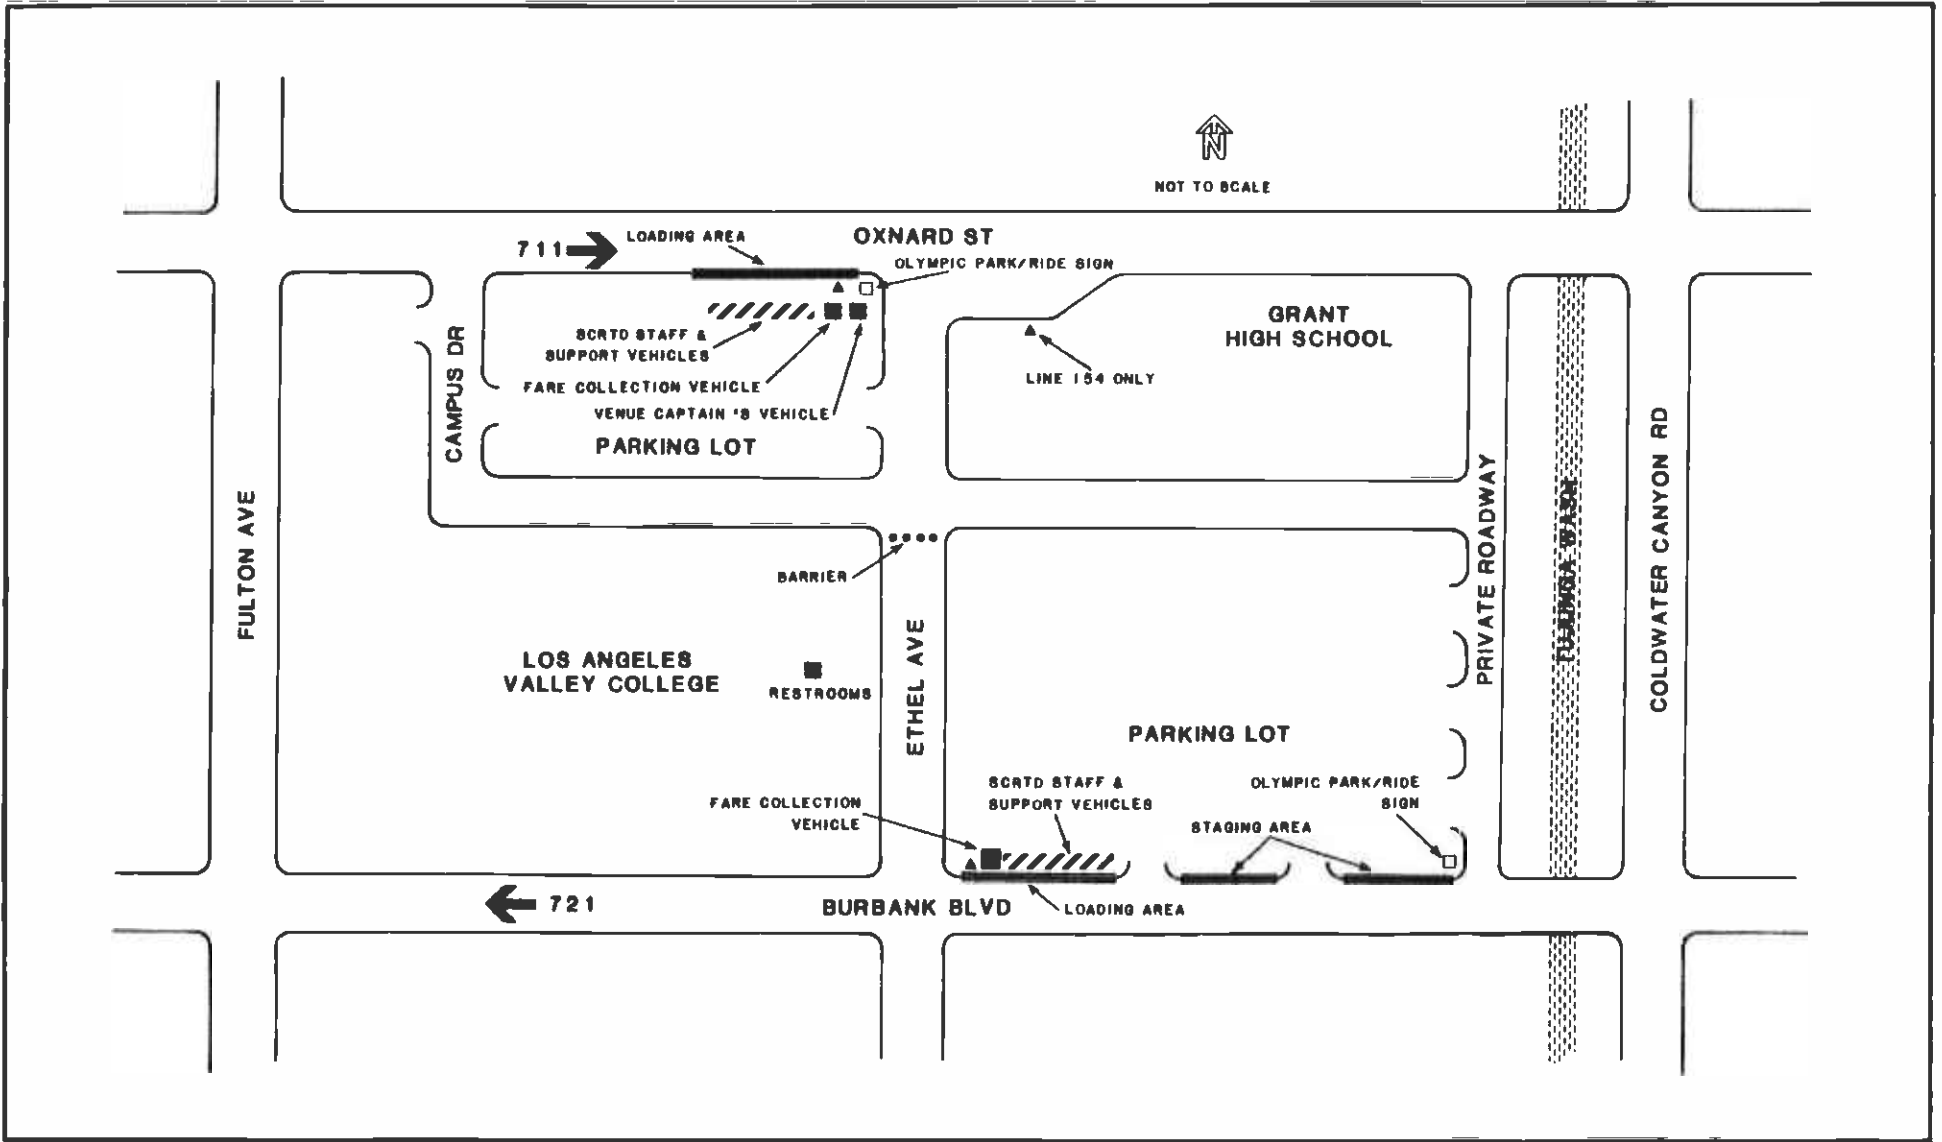 N
NOT TO SCALE
711
LOADING AREA
OXNARD ST
OLYMPIC PARK/RIDE SIGN
SCRTD STAFF &
SUPPORT VEHICLES
FARE COLLECTION VEHICLE
VENUE CAPTAIN 'S VEHICLE
PARKING LOT
CAMPUS DR
GRANT
HIGH SCHOOL
LINE 154 ONLY
FULTON AVE
BARRIER
LOS ANGELES
VALLEY COLLEGE
RESTROOMS
ETHEL AVE
PRIVATE ROADWAY
TUJUNGA WASH
COLDWATER CANYON RD
PARKING LOT
SCRTD STAFF &
SUPPORT VEHICLES
OLYMPIC PARK/RIDE
SIGN
FARE COLLECTION
VEHICLE
STAGING AREA
721
BURBANK BLVD
LOADING AREA